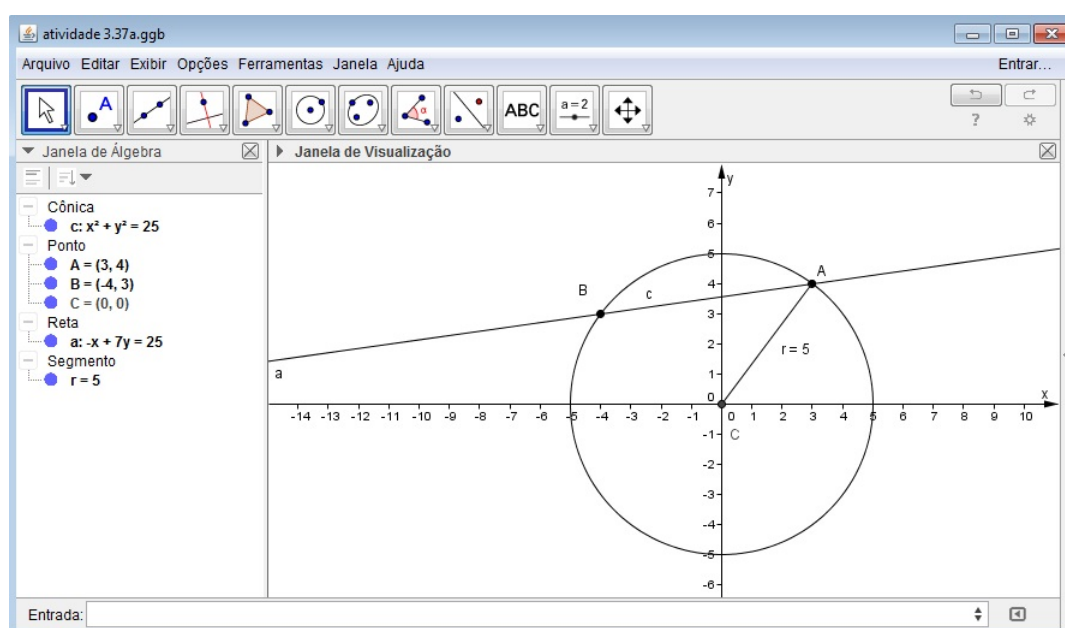 atividade 3.37a.ggb
Arquivo Editar Exibir Opções Ferramentas Janela Ajuda Entrar...
A α ABC a=2 ?
Janela de Álgebra
Janela de Visualização
Cônica
c: x² + y² = 25
Ponto
A = (3, 4)
B = (-4, 3)
C = (0, 0)
Reta
a: -x + 7y = 25
Segmento
r = 5
y
7
6
5
A
4
B
c
3
2
r = 5
1
a
0
x
-14 -13 -12 -11 -10 -9 -8 -7 -6 -5 -4 -3 -2 -1 0 1 2 3 4 5 6 7 8 9 10
-1
C
-2
-3
-4
-5
-6
Entrada: